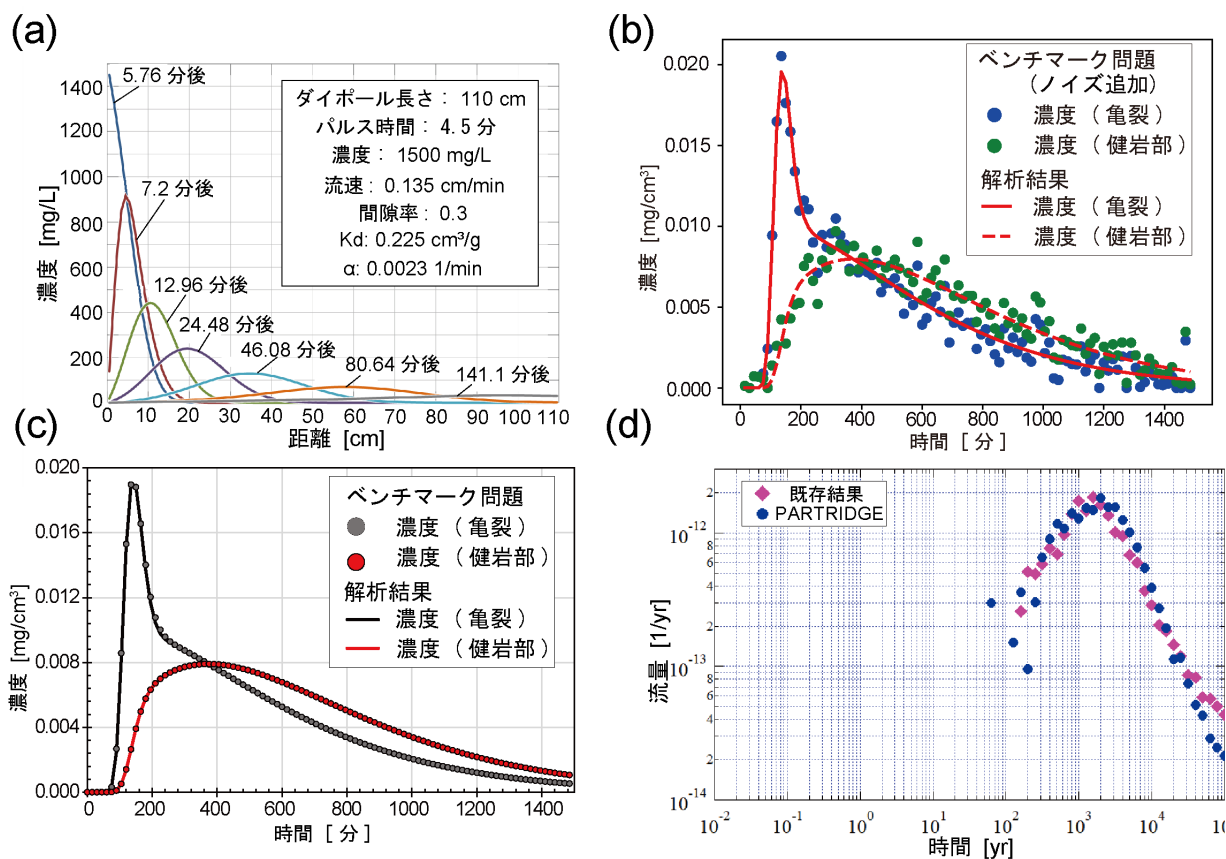 (a)
濃度 [mg/L]
1400
1200
1000
800
600
400
200
0
5.76 分後
7.2 分後
12.96 分後
24.48 分後
46.08 分後
80.64 分後
141.1 分後
ダイポール長さ : 110 cm
パルス時間 : 4.5 分
濃度 : 1500 mg/L
流速 : 0.135 cm/min
間隙率 : 0.3
Kd: 0.225 cm³/g
α: 0.0023 1/min
0 10 20 30 40 50 60 70 80 90 100 110
距離 [cm]
(b)
濃度 [mg/cm³]
0.020
0.015
0.010
0.005
0.000
ベンチマーク問題
(ノイズ追加)
濃度 ( 亀裂 )
濃度 ( 健岩部 )
解析結果
濃度 ( 亀裂 )
濃度 ( 健岩部 )
0 200 400 600 800 1000 1200 1400
時間 [ 分 ]
(c)
濃度 [mg/cm³]
0.020
0.016
0.012
0.008
0.004
0.000
ベンチマーク問題
濃度 ( 亀裂 )
濃度 ( 健岩部 )
解析結果
濃度 ( 亀裂 )
濃度 ( 健岩部 )
0 200 400 600 800 1000 1200 1400
時間 [ 分 ]
(d)
流量 [1/yr]
2
10⁻¹²
8
6
4
2
10⁻¹³
8
6
4
2
10⁻¹⁴
既存結果
PARTRIDGE
10⁻² 10⁻¹ 10⁰ 10¹ 10² 10³ 10⁴
時間 [yr]